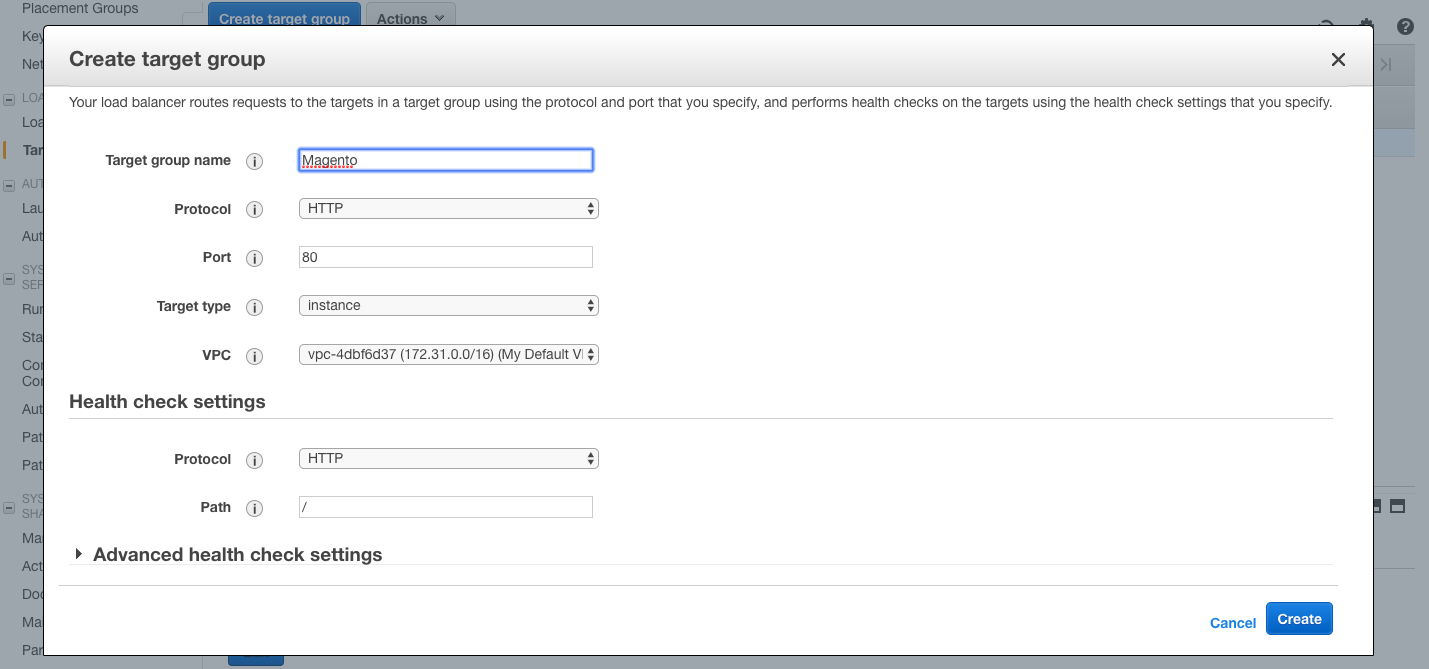 Placement Groups
Create target group
Actions
Create target group
Your load balancer routes requests to the targets in a target group using the protocol and port that you specify, and performs health checks on the targets using the health check settings that you specify.
Target group name
Magento
Protocol
HTTP
Port
80
Target type
instance
VPC
vpc-4dbf6d37 (172.31.0.0/16) (My Default V
Health check settings
Protocol
HTTP
Path
/
Advanced health check settings
Cancel
Create